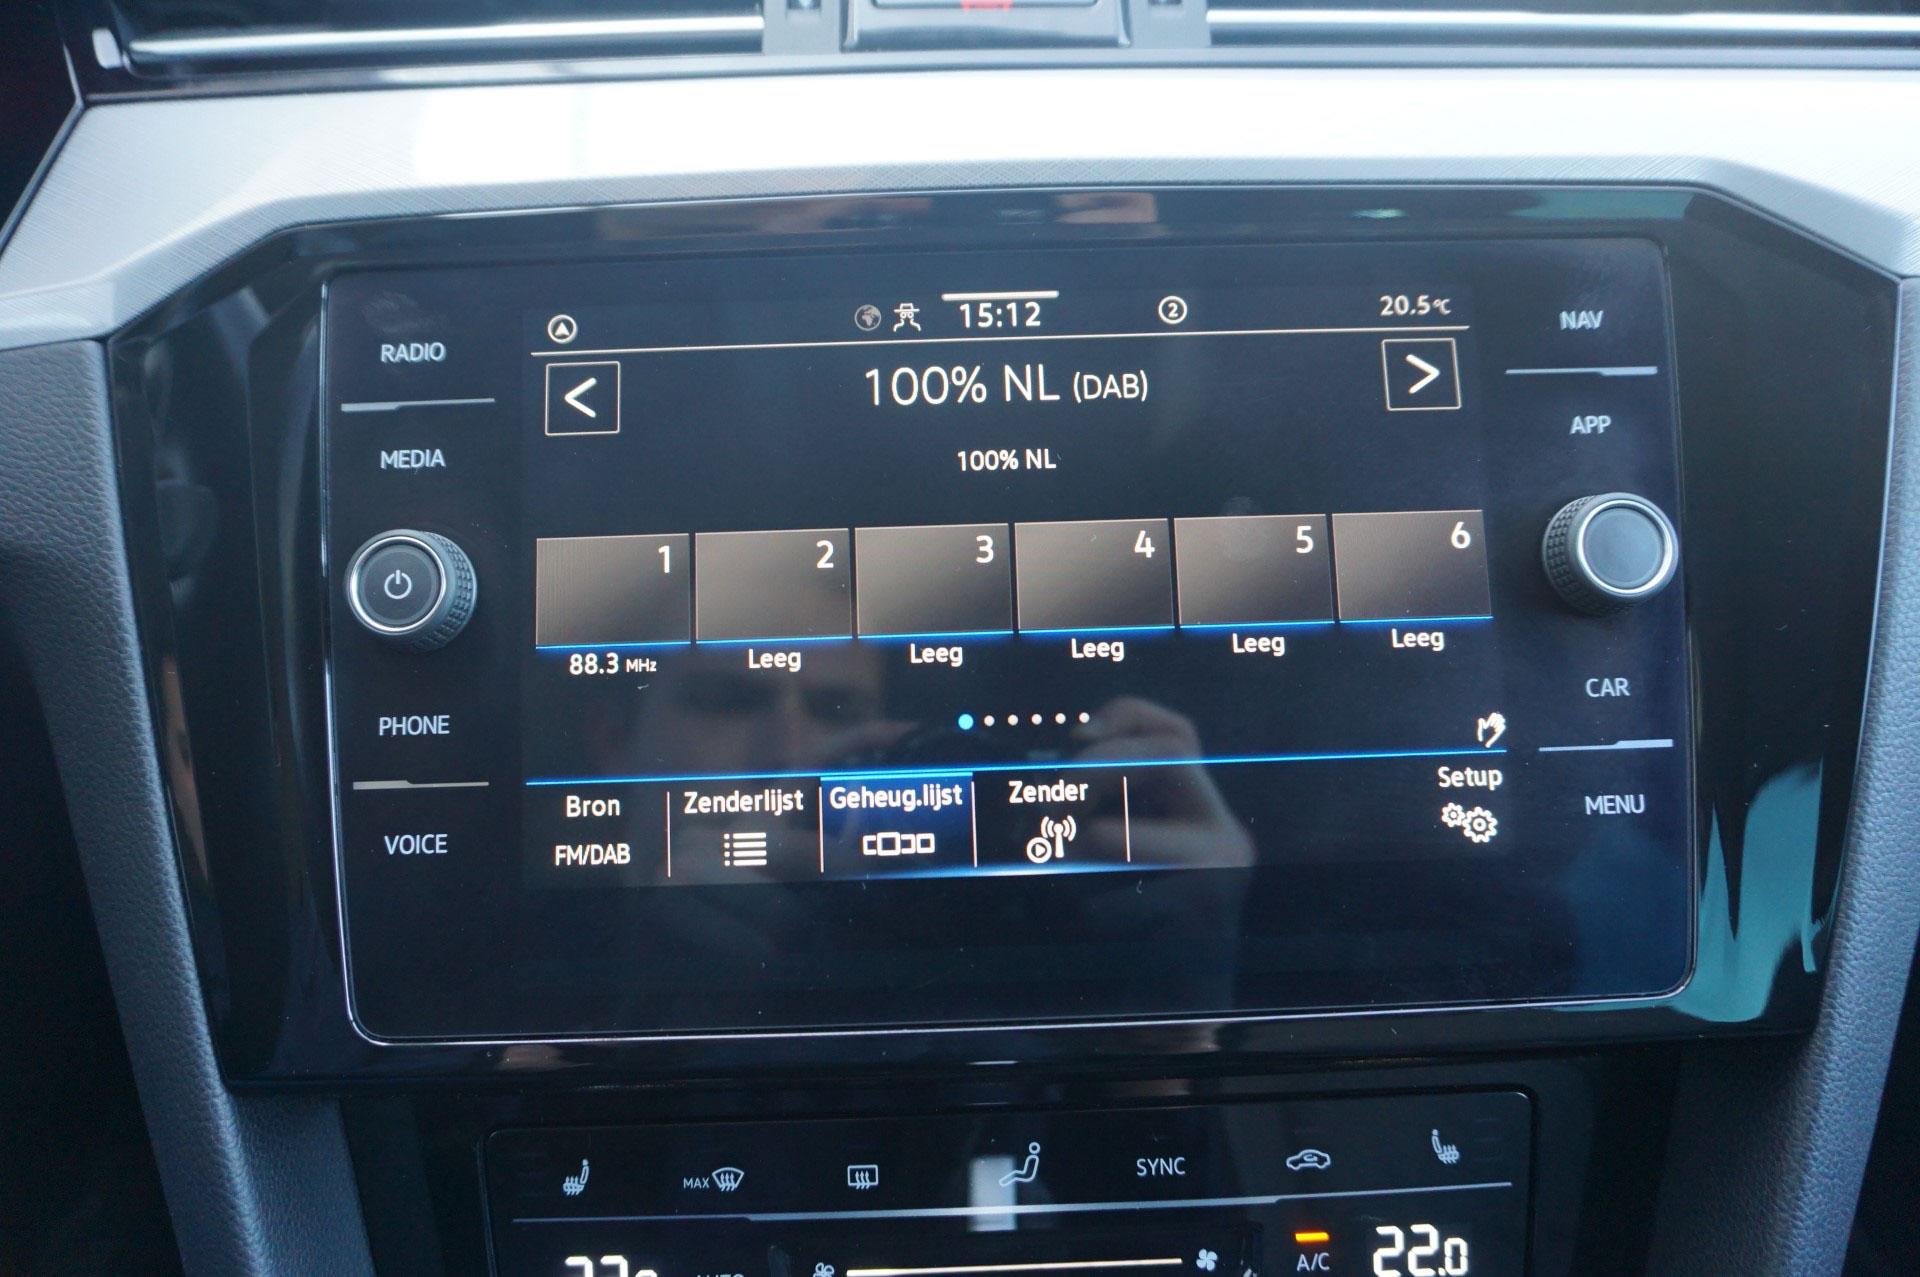 15:12
2
20.5°C
RADIO
NAV
100% NL (DAB)
MEDIA
APP
100% NL
1 2 3 4 5 6
88.3 MHz Leeg Leeg Leeg Leeg Leeg
PHONE
CAR
Bron Zenderlijst Geheug.lijst Zender Setup
FM/DAB
VOICE
MENU
MAX
SYNC
A/C
22.0